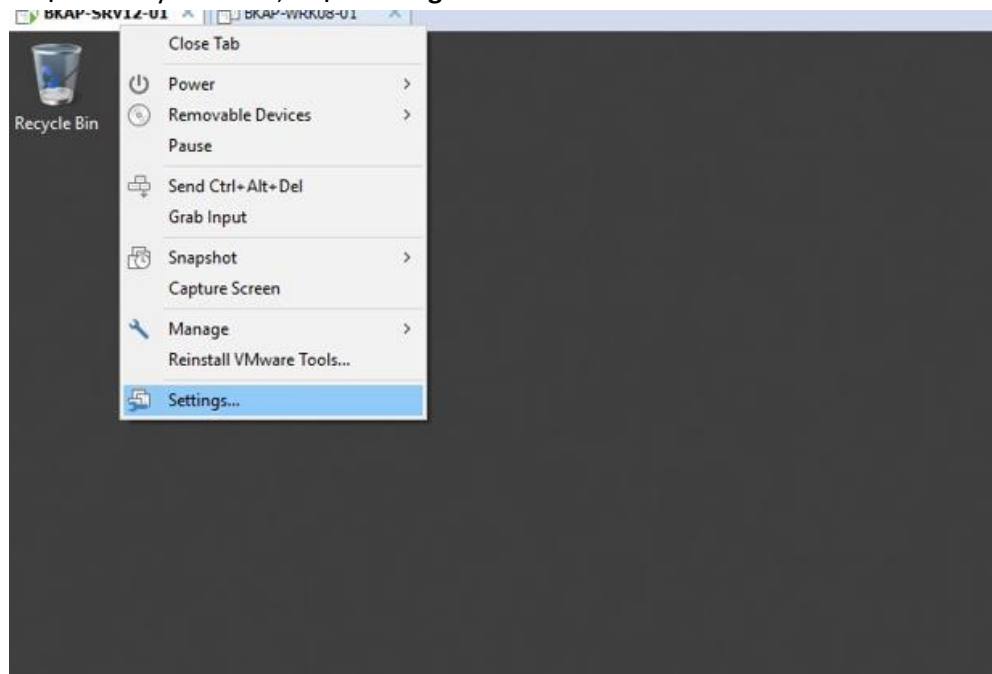 BKAP-SRV12-01 BKAP-WRK08-01
Close Tab
Power
Recycle Bin
Removable Devices
Pause
Send Ctrl+Alt+Del
Grab Input
Snapshot
Capture Screen
Manage
Reinstall VMware Tools...
Settings...